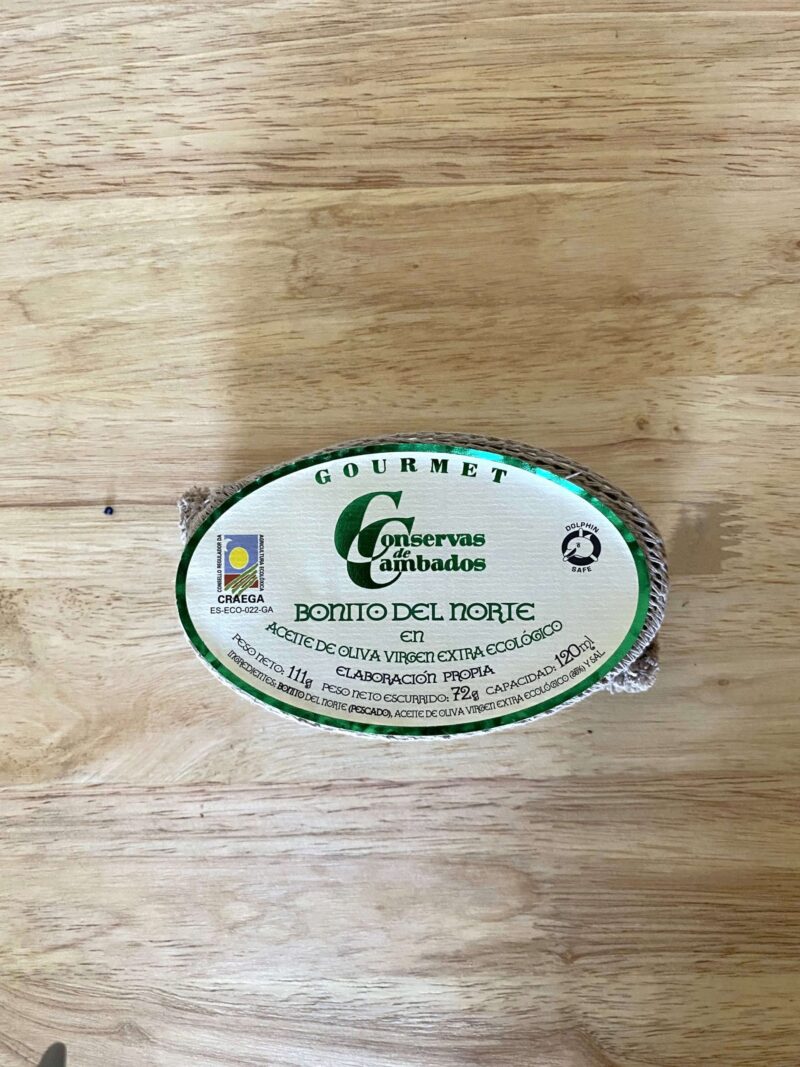 GOURMET
Conservas
de
Cambados
CONSELLO REGULADOR DA
AGRICULTURA ECOLÓXICA
CRAEGA
ES-ECO-022-GA
DOLPHIN
SAFE
BONITO DEL NORTE
EN
ACEITE DE OLIVA VIRGEN EXTRA ECOLÓGICO
ELABORACIÓN PROPIA
PESO NETO: 111g PESO NETO ESCURRIDO: 72g CAPACIDAD: 120ml
INGREDIENTES: BONITO DEL NORTE (PESCADO), ACEITE DE OLIVA VIRGEN EXTRA ECOLÓGICO Y SAL